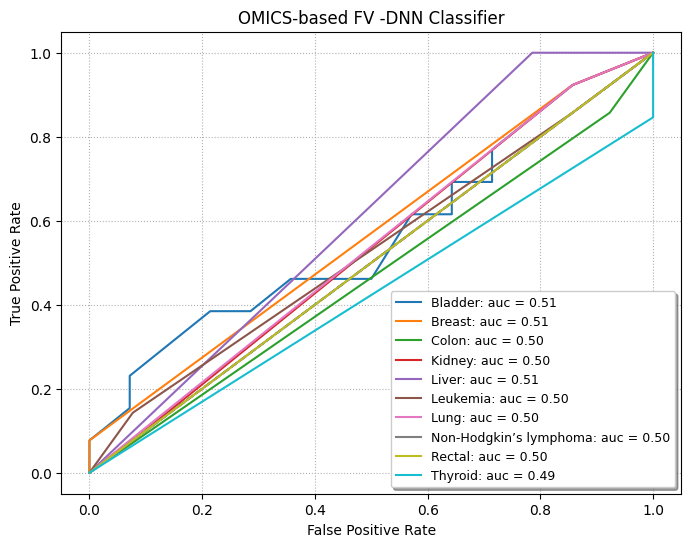 OMICS-based FV -DNN Classifier
True Positive Rate
1.0
0.8
0.6
0.4
0.2
0.0
Bladder: auc = 0.51
Breast: auc = 0.51
Colon: auc = 0.50
Kidney: auc = 0.50
Liver: auc = 0.51
Leukemia: auc = 0.50
Lung: auc = 0.50
Non-Hodgkin’s lymphoma: auc = 0.50
Rectal: auc = 0.50
Thyroid: auc = 0.49
0.0 0.2 0.4 0.6 0.8 1.0
False Positive Rate